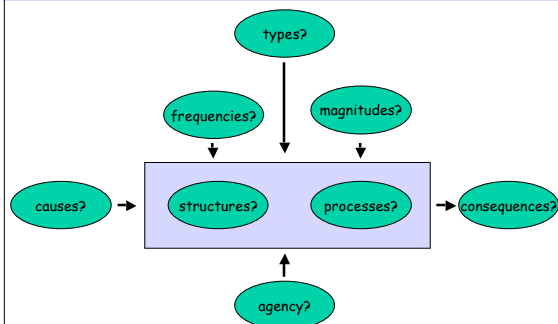 types?
frequencies?
magnitudes?
causes?
structures?
processes?
consequences?
agency?